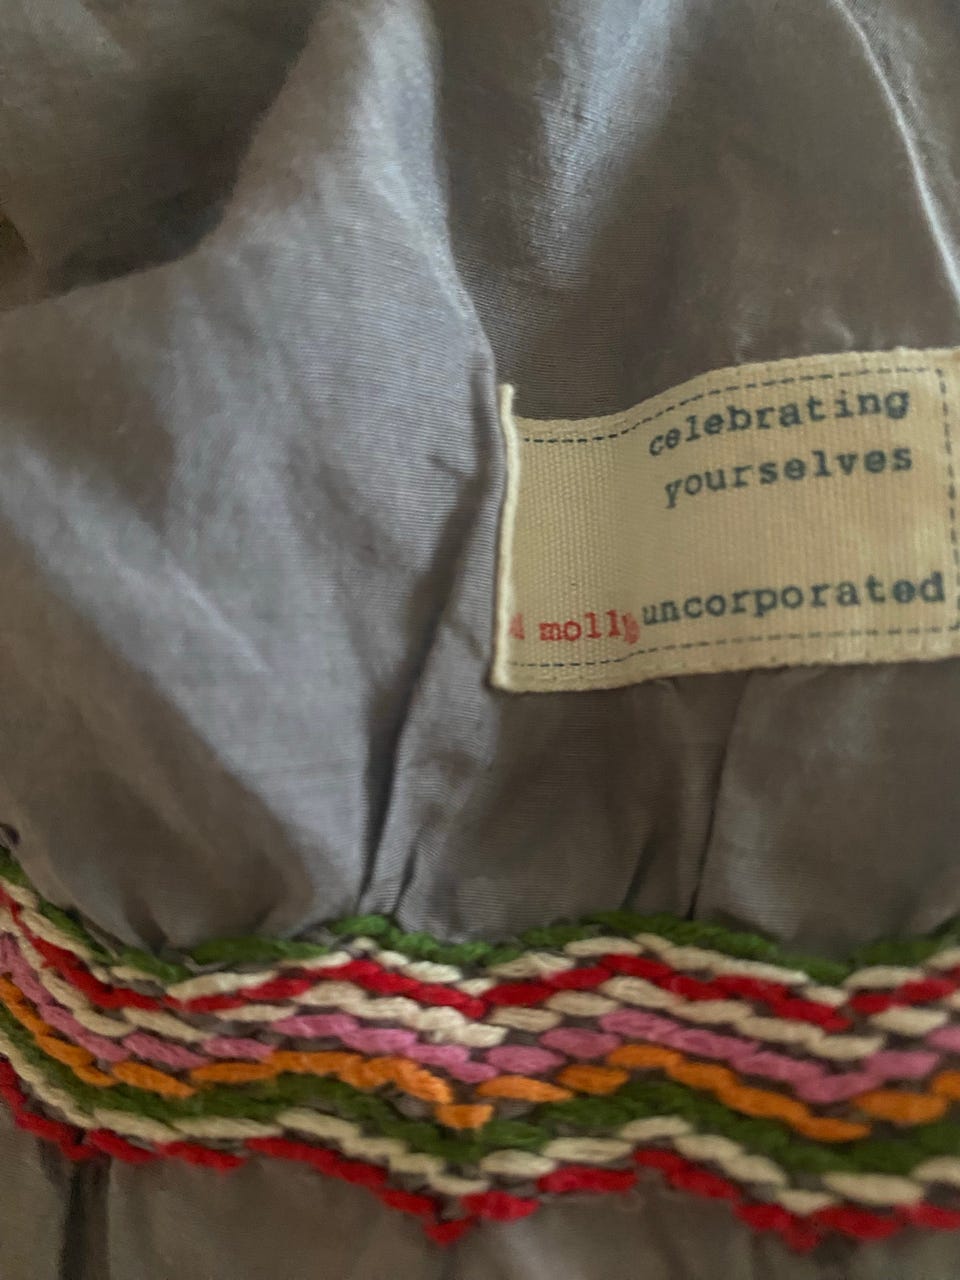 celebrating
yourselves
molly uncorporated